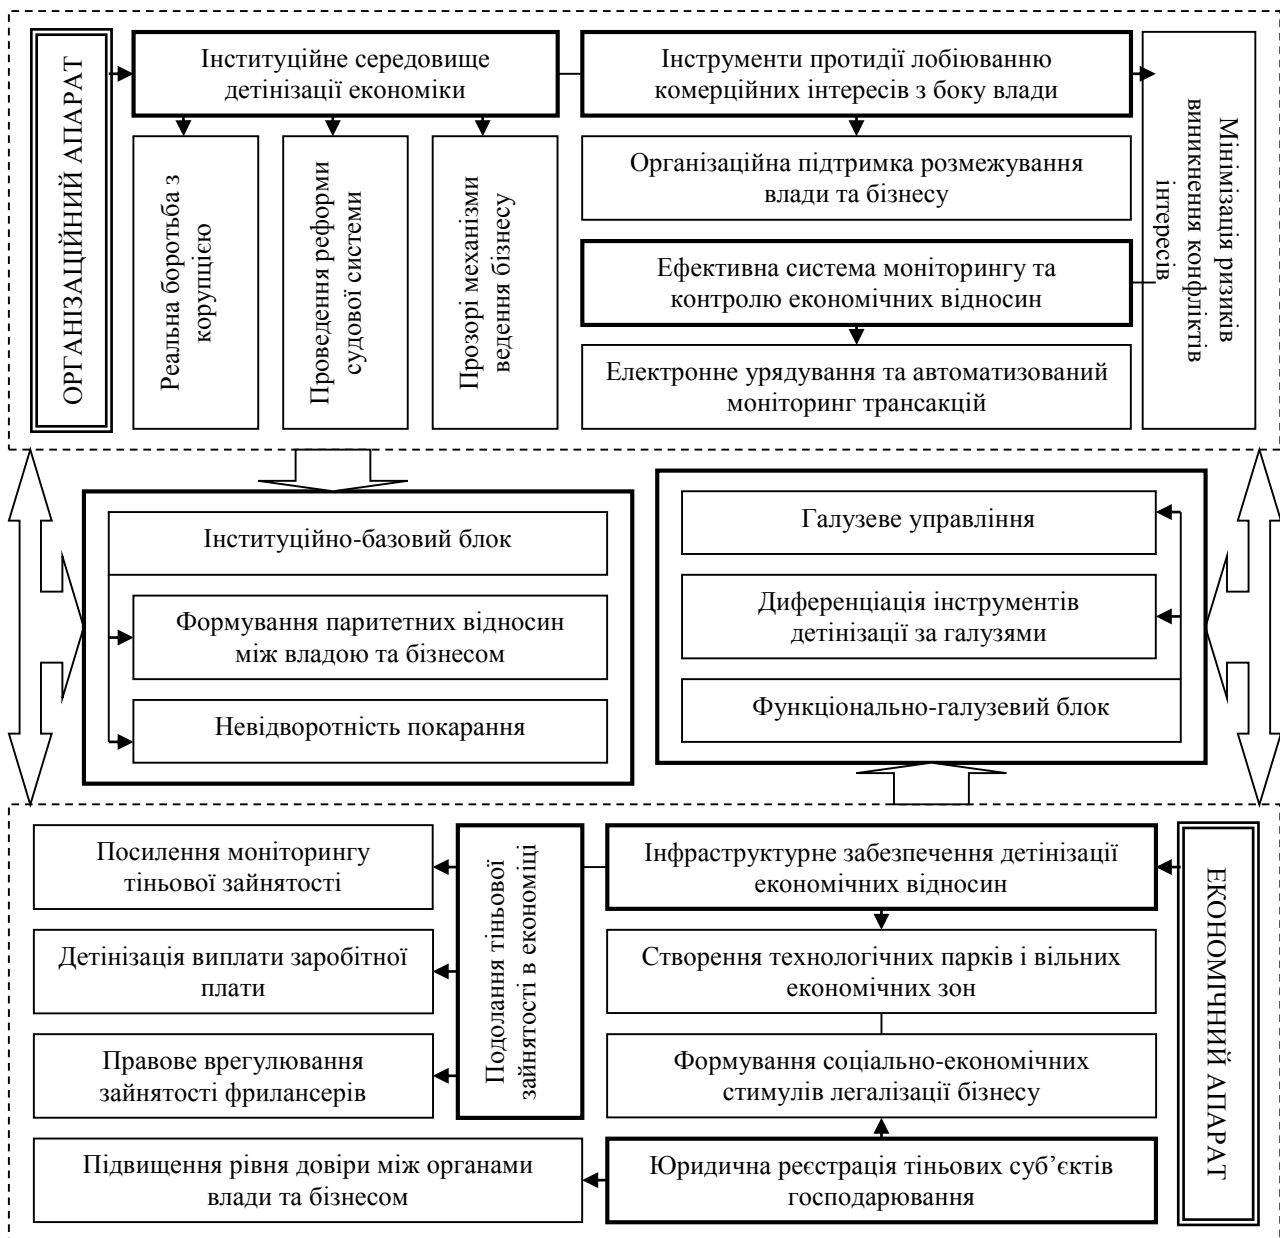 ОРГАНІЗАЦІЙНИЙ АПАРАТ
Інституційне середовище
детінізації економіки
Інструменти протидії лобіюванню
комерційних інтересів з боку влади
Мінімізація ризиків
виникнення конфліктів
інтересів
Реальна боротьба з
корупцією
Проведення реформи
судової системи
Прозорі механізми
ведення бізнесу
Організаційна підтримка розмежування
влади та бізнесу
Ефективна система моніторингу та
контролю економічних відносин
Електронне урядування та автоматизований
моніторинг трансакцій
Інституційно-базовий блок
Формування паритетних відносин
між владою та бізнесом
Невідворотність покарання
Галузеве управління
Диференціація інструментів
детінізації за галузями
Функціонально-галузевий блок
Посилення моніторингу
тіньової зайнятості
Детінізація виплати заробітної
плати
Правове врегулювання
зайнятості фрилансерів
Підвищення рівня довіри між органами
влади та бізнесом
Подолання тіньової
зайнятості в економіці
Інфраструктурне забезпечення детінізації
економічних відносин
Створення технологічних парків і вільних
економічних зон
Формування соціально-економічних
стимулів легалізації бізнесу
Юридична реєстрація тіньових суб’єктів
господарювання
ЕКОНОМІЧНИЙ АПАРАТ